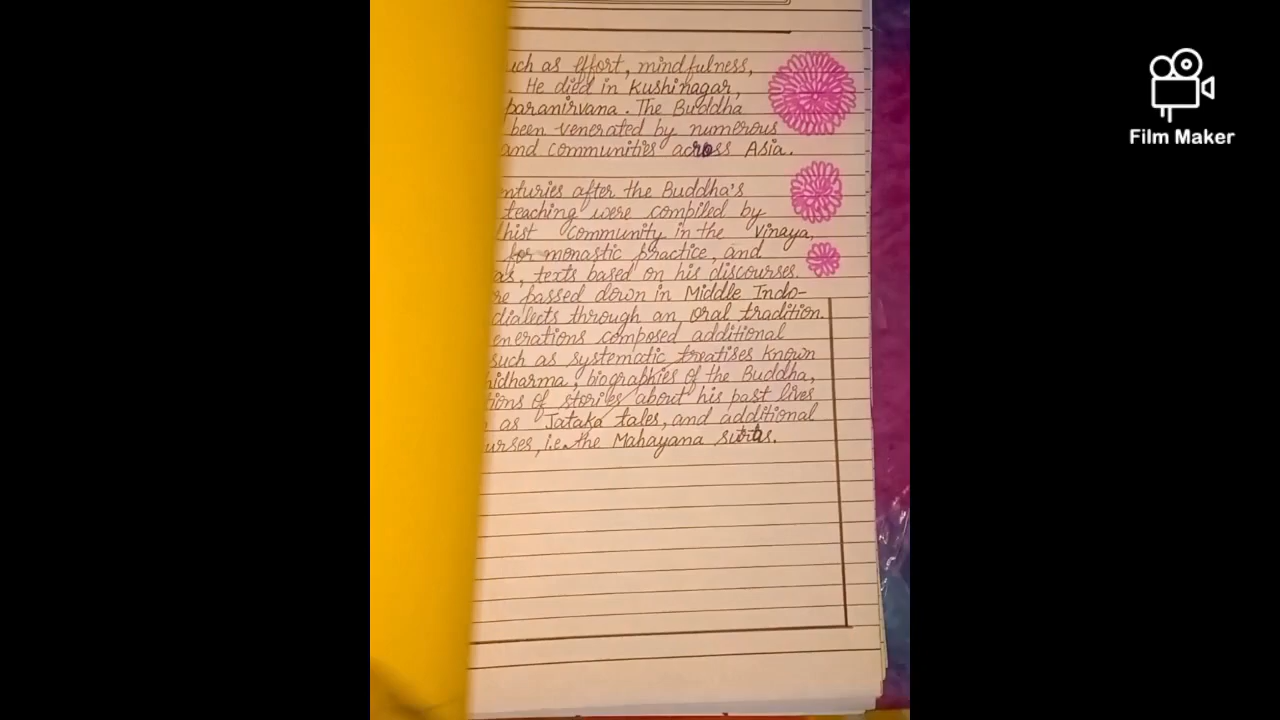 uch as effort, mindfulness,
. He died in Kushinagar,
paranirvana. The Buddha
been venerated by numerous
and communities across Asia.
nturies after the Buddha's
teaching were compiled by
hist community in the Vinaya,
for monastic practice, and
as, texts based on his discourses.
re passed down in Middle Indo-
dialects through an oral tradition.
enerations composed additional
such as systematic treatises known
hidharma, biographies of the Buddha,
tions of stories about his past lives
as Jataka tales, and additional
urses, i.e. the Mahayana sutras.
Film Maker